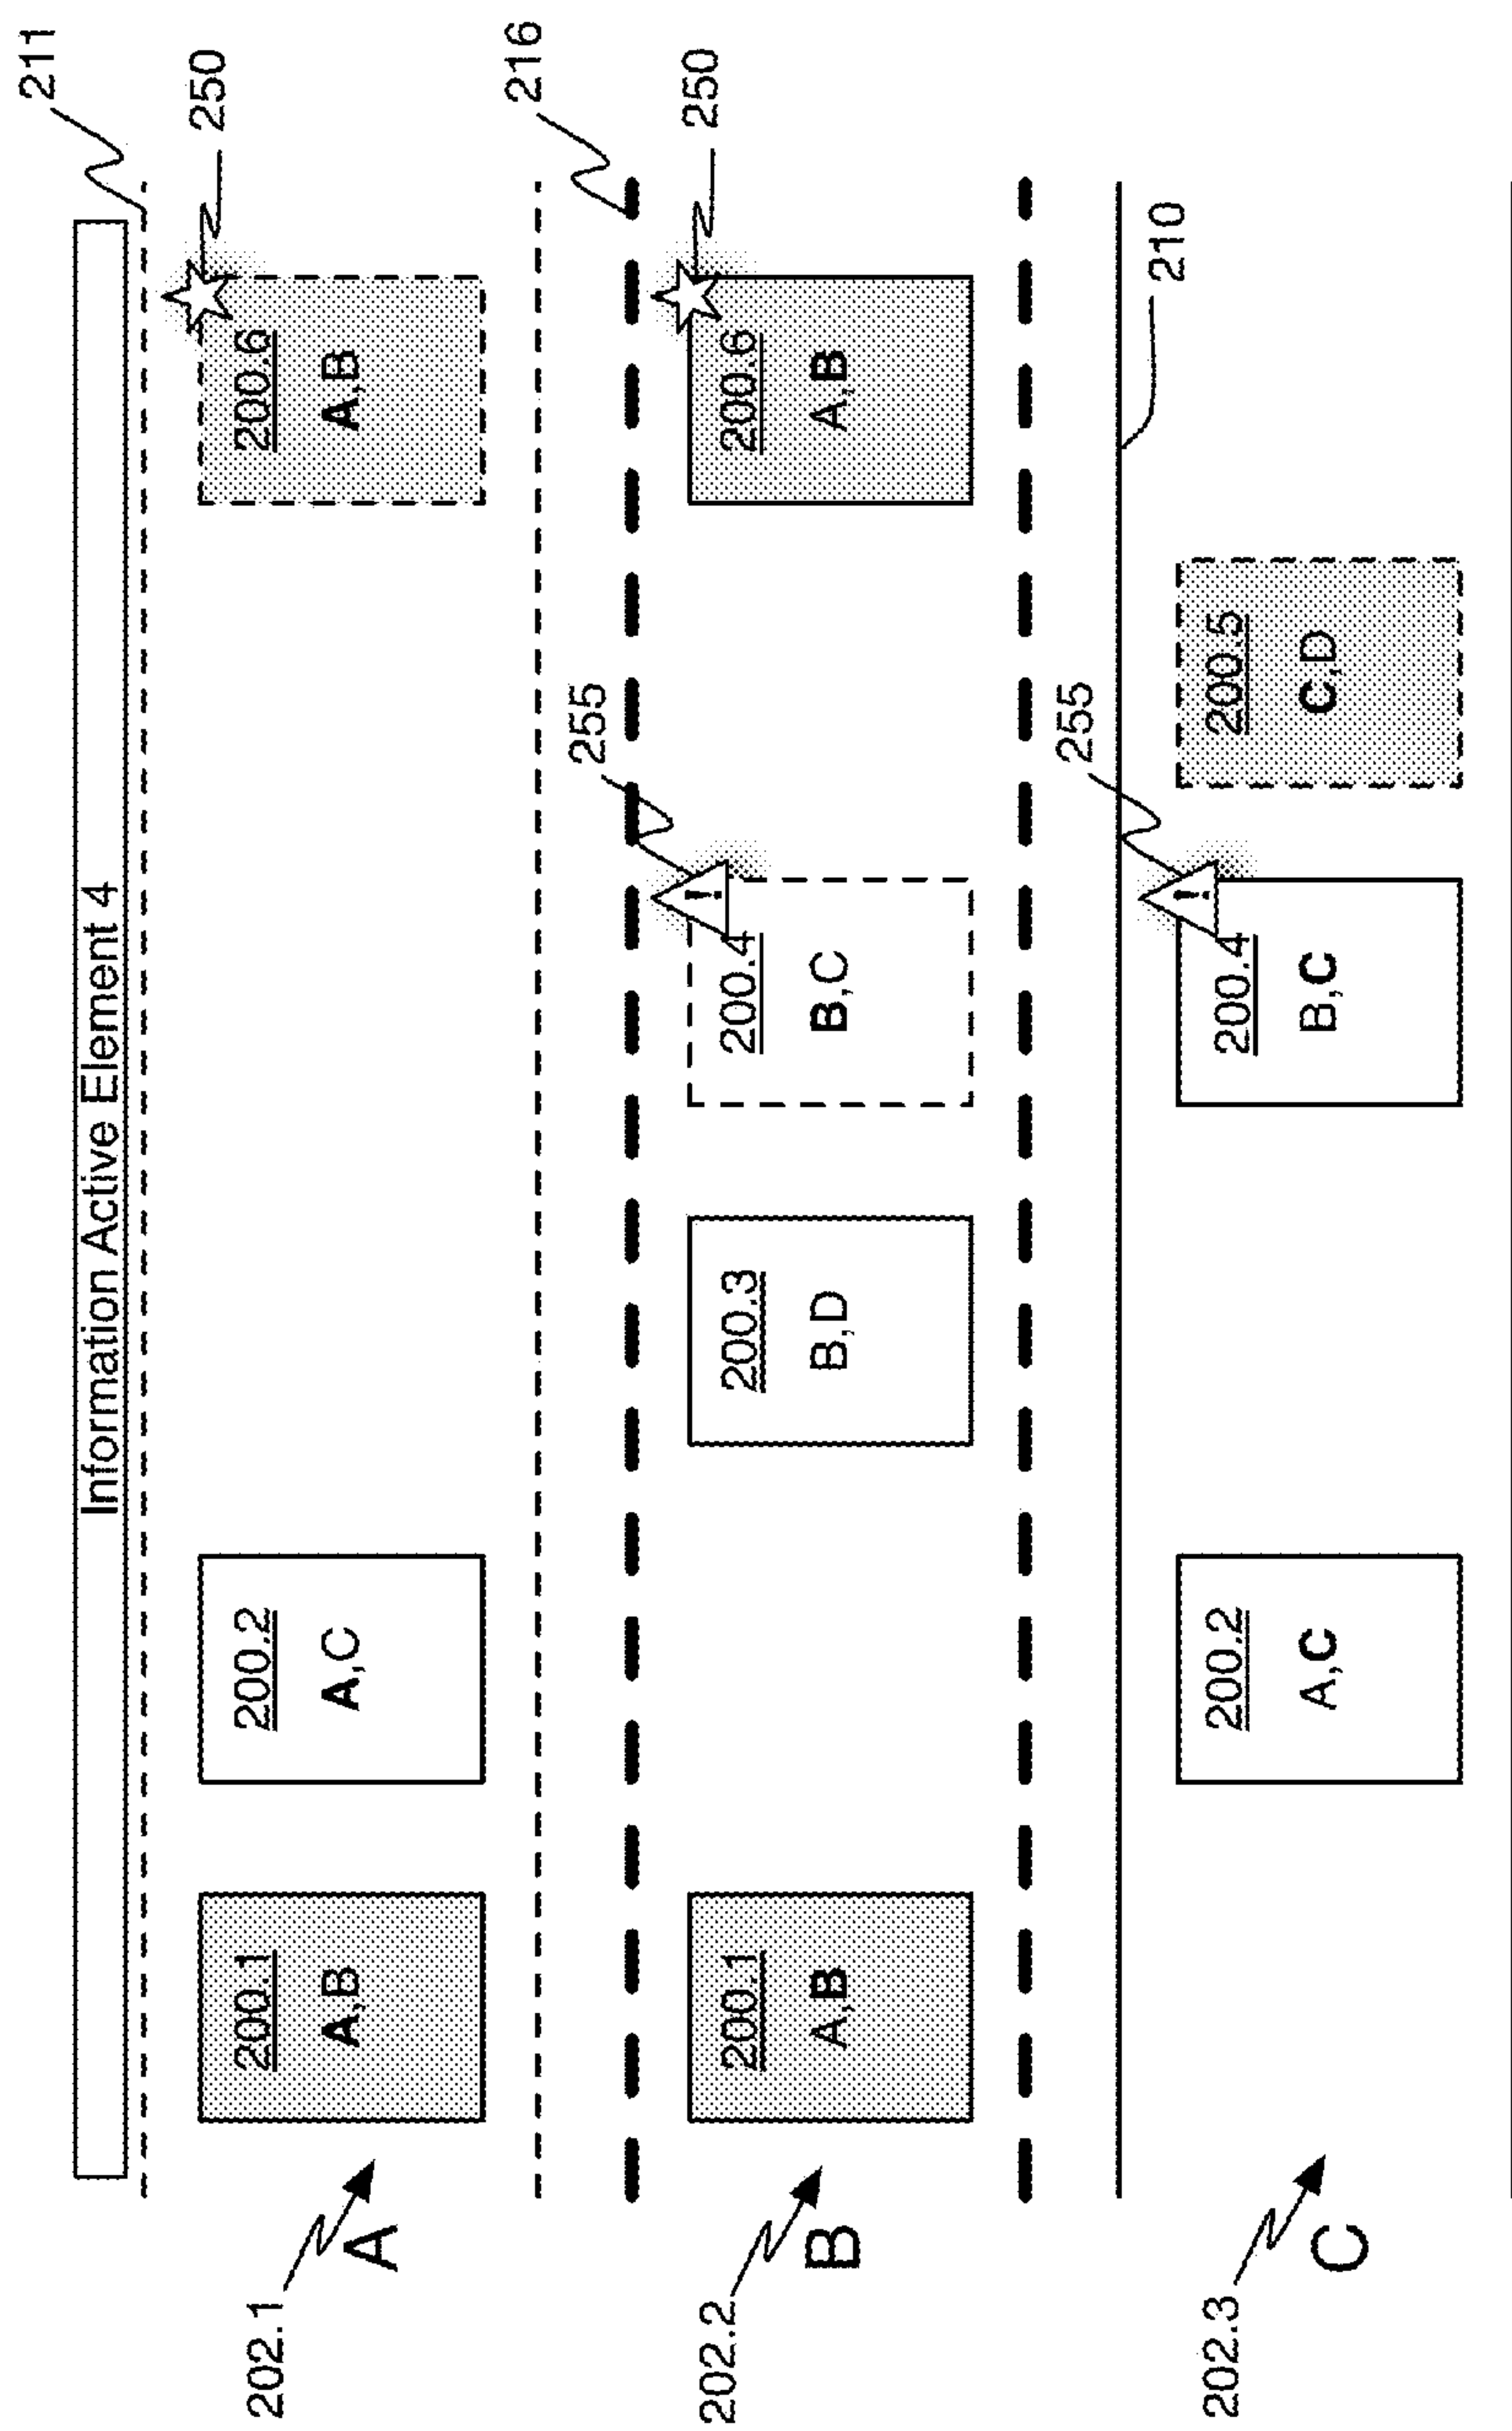 Information Active Element 4
211
200.1
A,B
200.2
A,C
200.6
A,B
250
202.1
A
216
200.1
A,B
200.3
B,D
200.4
B,C
!
255
200.6
A,B
250
202.2
B
210
200.2
A,C
200.4
B,C
!
255
200.5
C,D
202.3
C